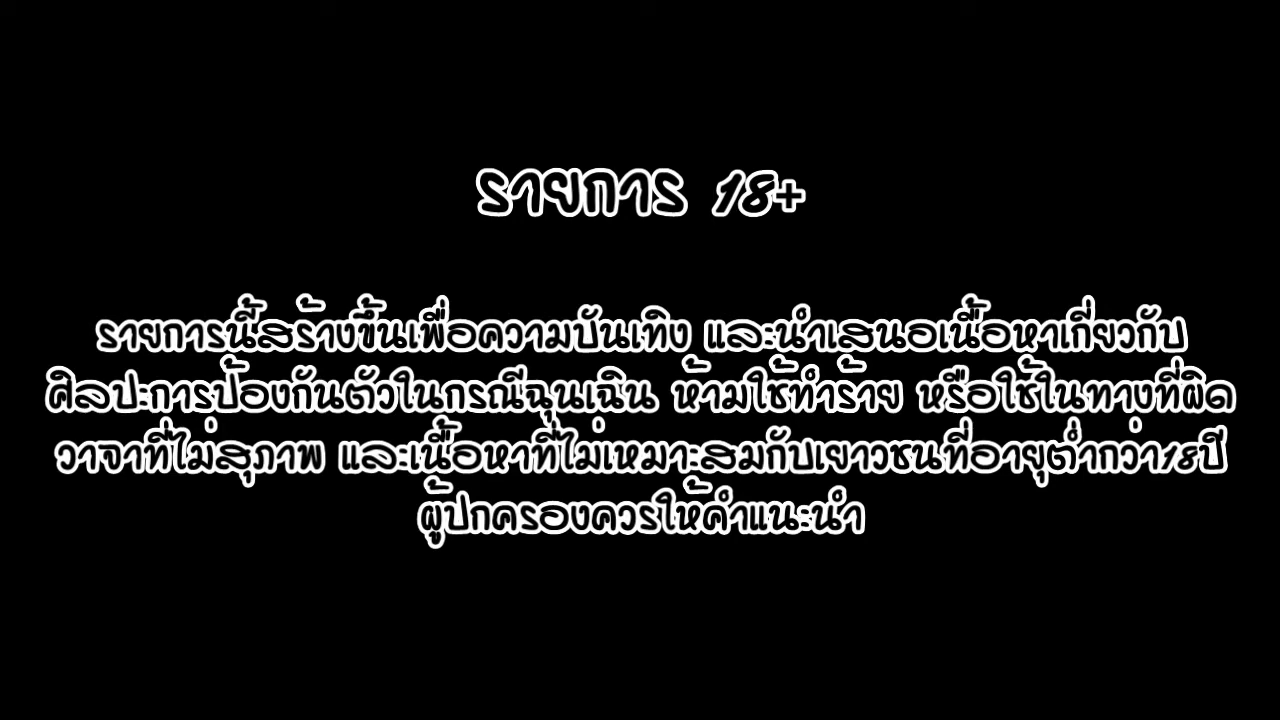 รายการ 18+
รายการนี้สร้างขึ้นเพื่อความบันเทิง และนำเสนอเนื้อหาเกี่ยวกับ
ศิลปะการป้องกันตัวในกรณีฉุนเฉิน ห้ามใช้ทำร้าย หรือใช้ในทางที่ผิด
วาจาที่ไม่สุภาพ และเนื้อหาที่ไม่เหมาะสมกับเยาวชนที่อายุต่ำกว่า18ปี
ผู้ปกครองควรให้คำแนะนำ